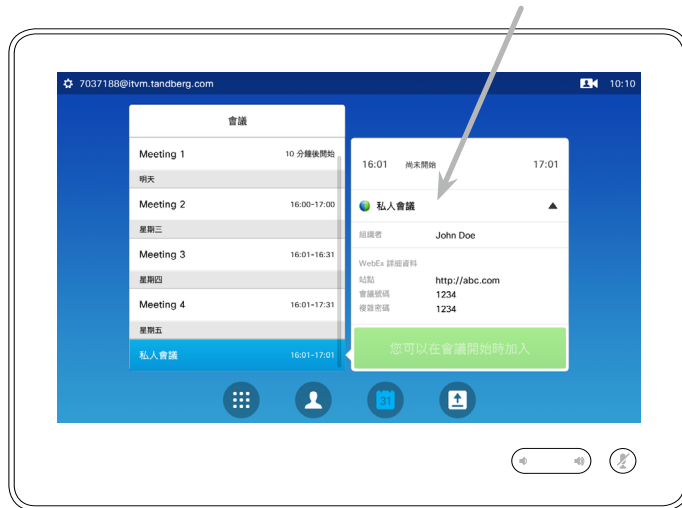 7037188@itvm.tandberg.com
10:10
會議
Meeting 1 10 分鐘後開始
明天
Meeting 2 16:00-17:00
星期三
Meeting 3 16:01-16:31
星期四
Meeting 4 16:01-17:31
星期五
私人會議 16:01-17:01
16:01 尚未開始 17:01
私人會議
組織者 John Doe
WebEx 詳細資料
站點 http://abc.com
會議號碼 1234
複雜密碼 1234
您可以在會議開始時加入
31